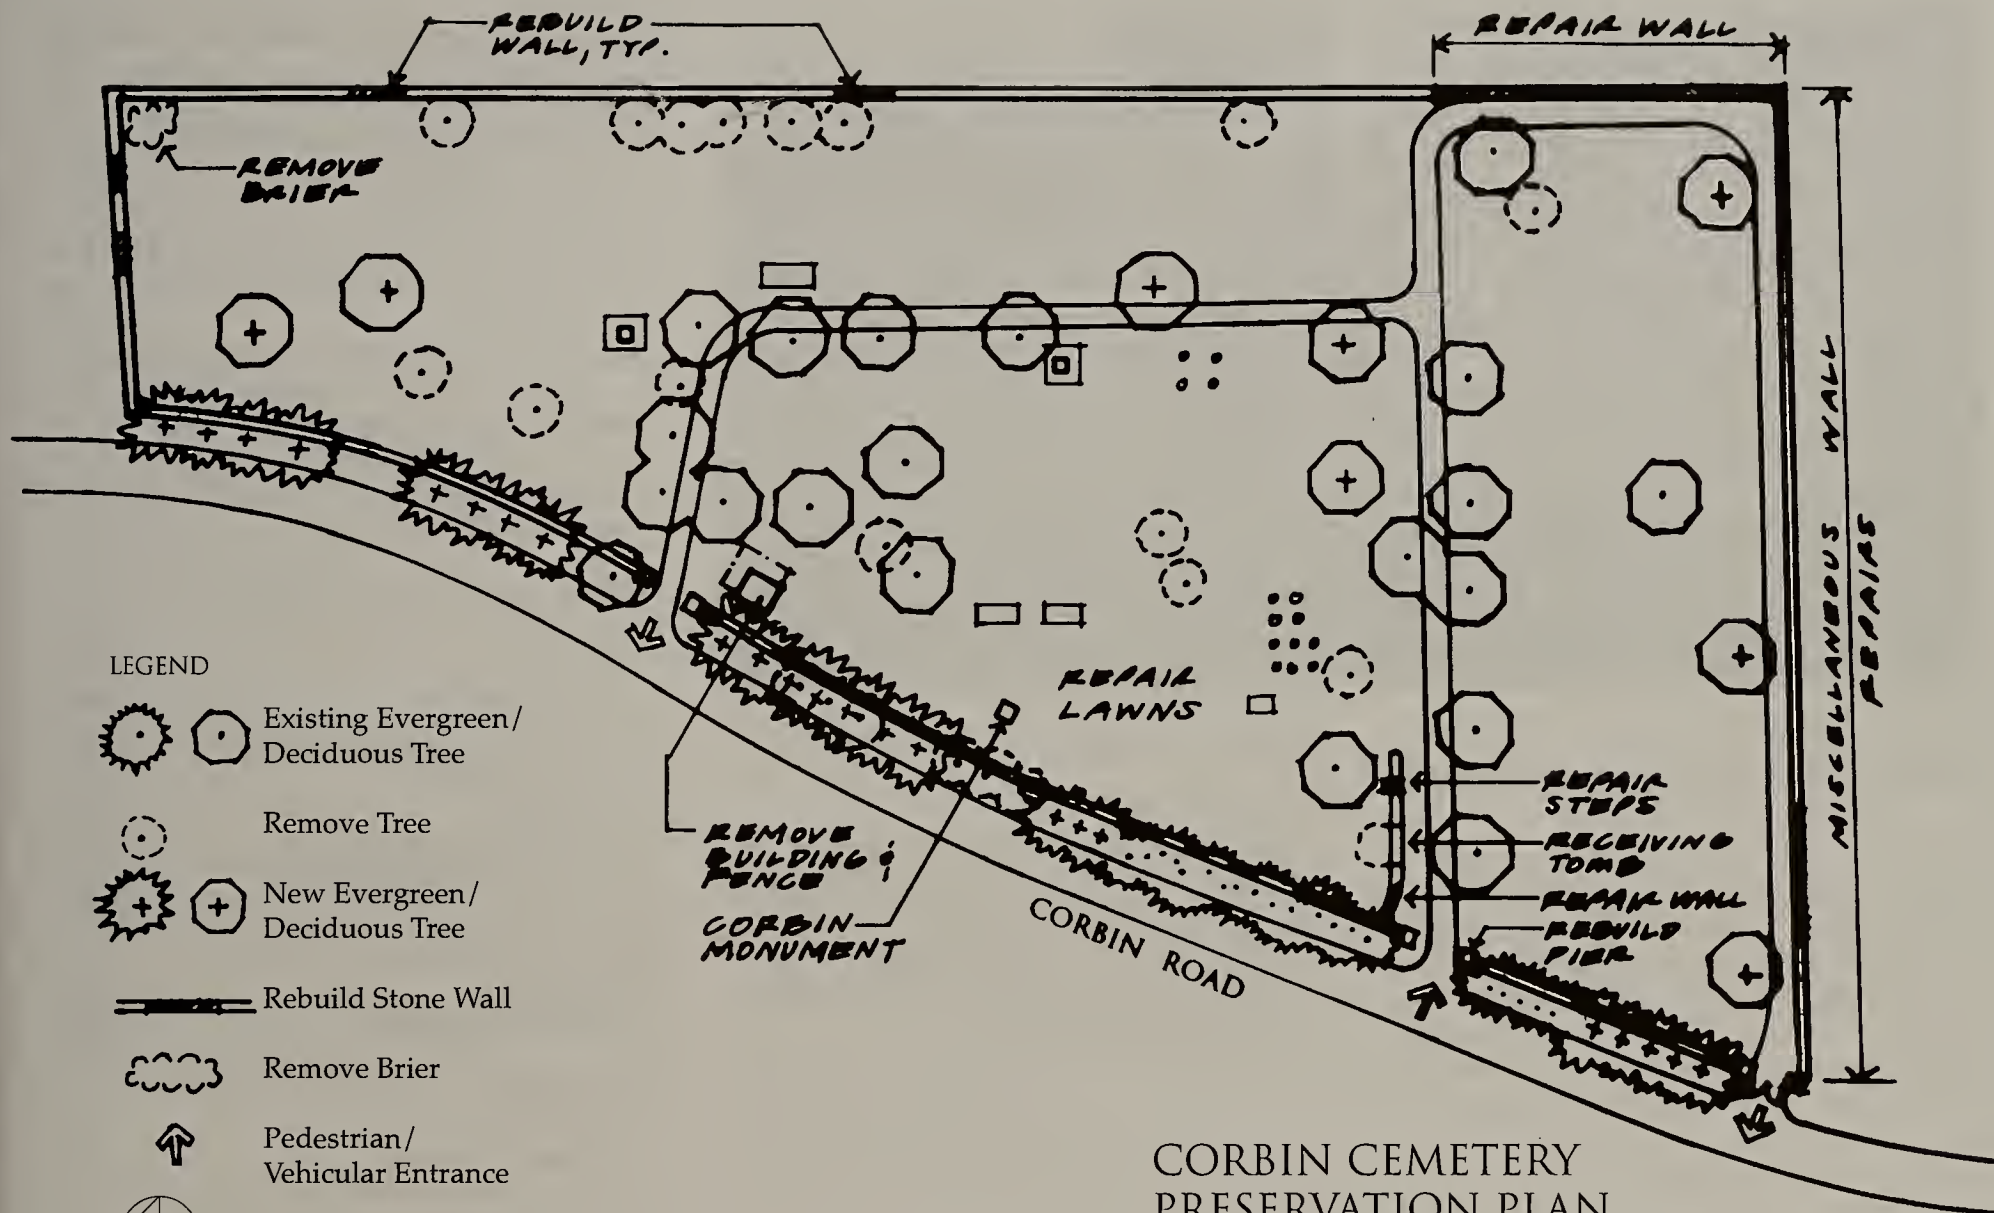 REBUILD
WALL, TYP.
REPAIR WALL
REMOVE
BRIER
MISCELLANEOUS WALL
REPAIRS
REPAIR
LAWNS
REPAIR
STEPS
RECEIVING
TOMB
REPAIR WALL
REBUILD
PIER
REMOVE
BUILDING &
FENCE
CORBIN
MONUMENT
CORBIN ROAD
LEGEND
Existing Evergreen/
Deciduous Tree
Remove Tree
New Evergreen/
Deciduous Tree
Rebuild Stone Wall
Remove Brier
Pedestrian/
Vehicular Entrance
CORBIN CEMETERY
PRESERVATION PLAN